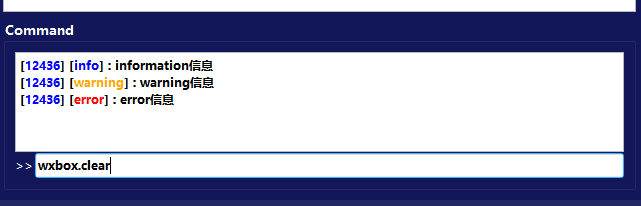 Command
[12436] [info] : information信息
[12436] [warning] : warning信息
[12436] [error] : error信息
>> wxbox.clear